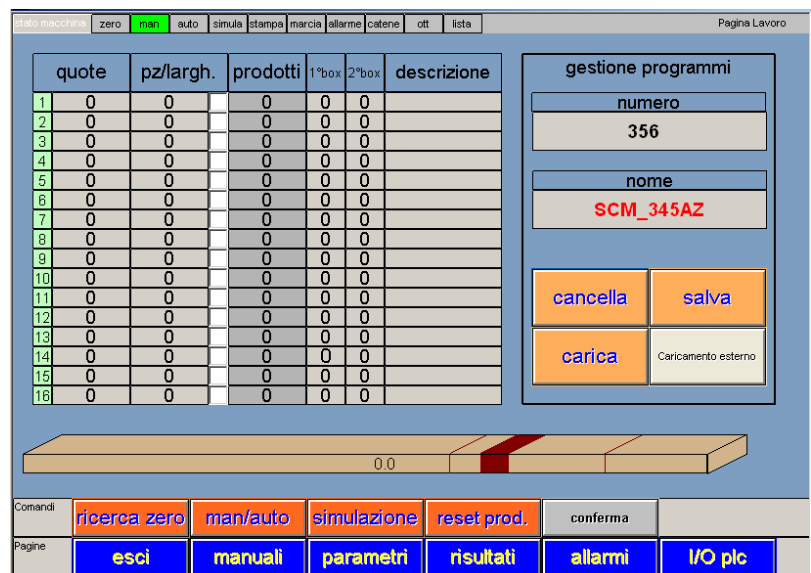 stato macchina zero man auto simula stampa marcia allarme catene ott lista Pagina Lavoro
quote pz/largh. prodotti 1°box 2°box descrizione
1 0 0 0 0 0
2 0 0 0 0 0
3 0 0 0 0 0
4 0 0 0 0 0
5 0 0 0 0 0
6 0 0 0 0 0
7 0 0 0 0 0
8 0 0 0 0 0
9 0 0 0 0 0
10 0 0 0 0 0
11 0 0 0 0 0
12 0 0 0 0 0
13 0 0 0 0 0
14 0 0 0 0 0
15 0 0 0 0 0
16 0 0 0 0 0
gestione programmi
numero
356
nome
SCM_345AZ
cancella salva
carica Caricamento esterno
0.0
Comandi ricerca zero man/auto simulazione reset prod. conferma
Pagine esci manuali parametri risultati allarmi I/O plc